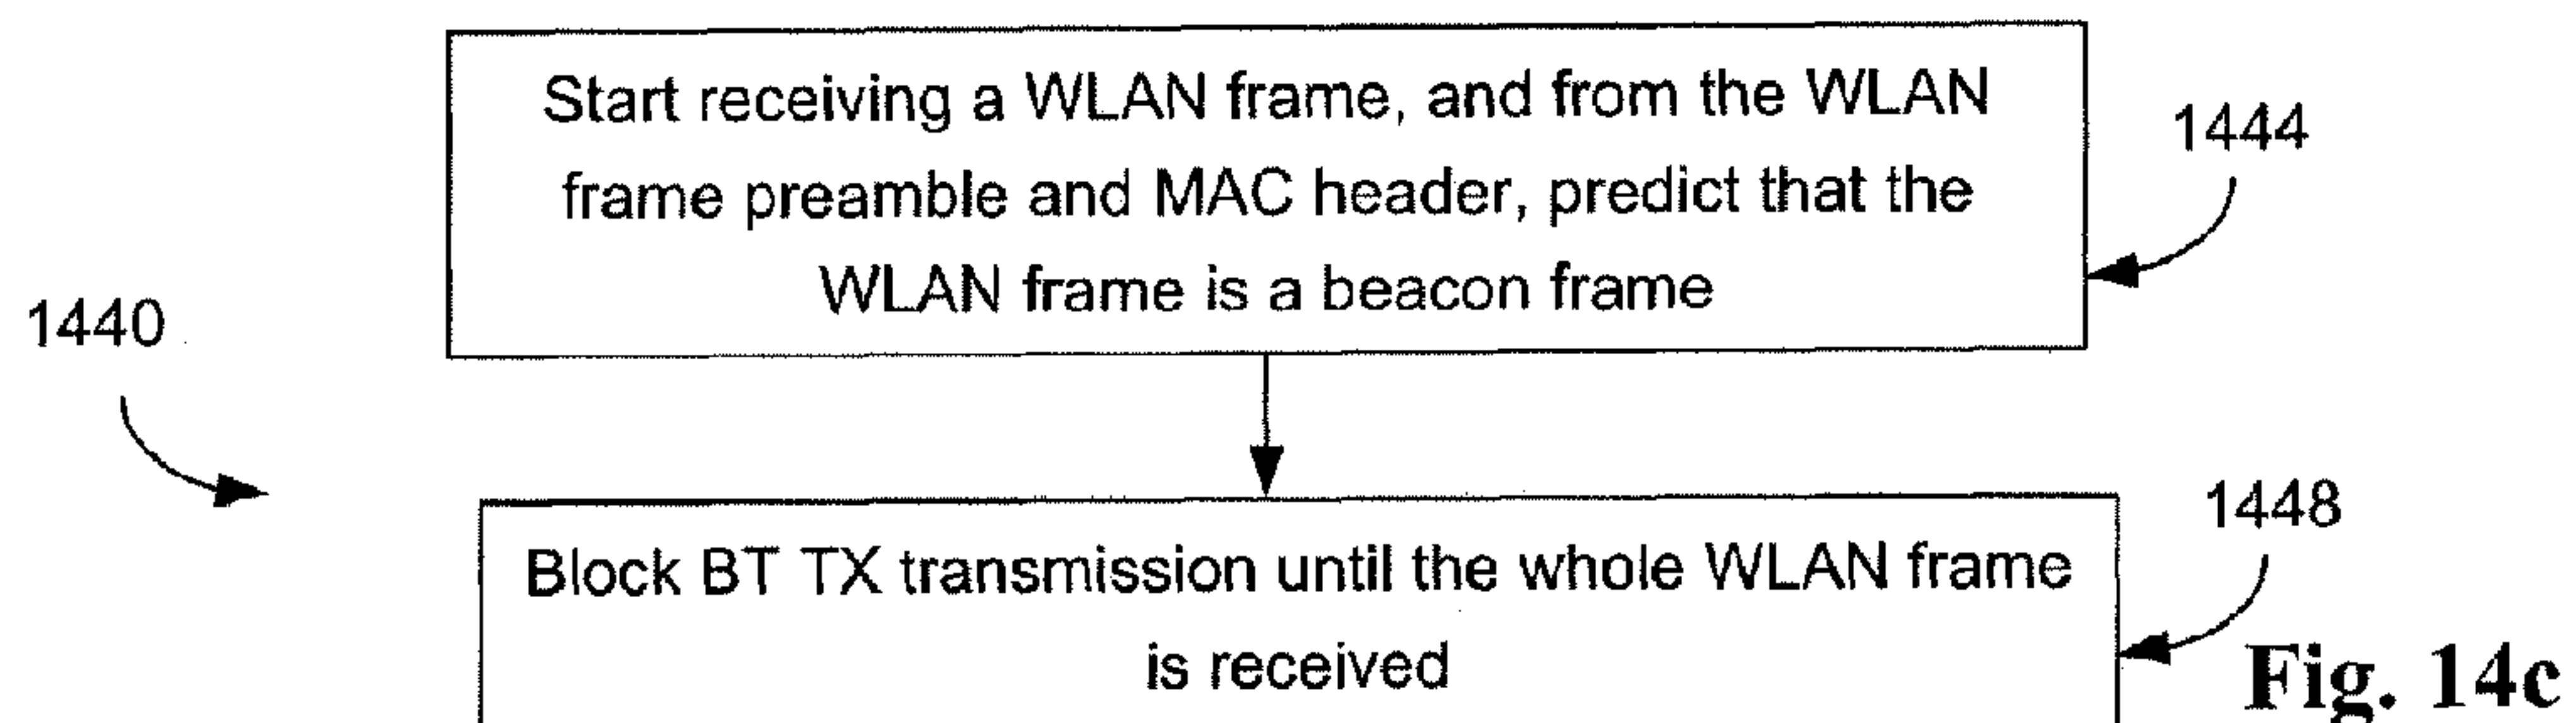 Start receiving a WLAN frame, and from the WLAN
frame preamble and MAC header, predict that the
WLAN frame is a beacon frame
1444
1440
Block BT TX transmission until the whole WLAN frame
is received
1448
Fig. 14c